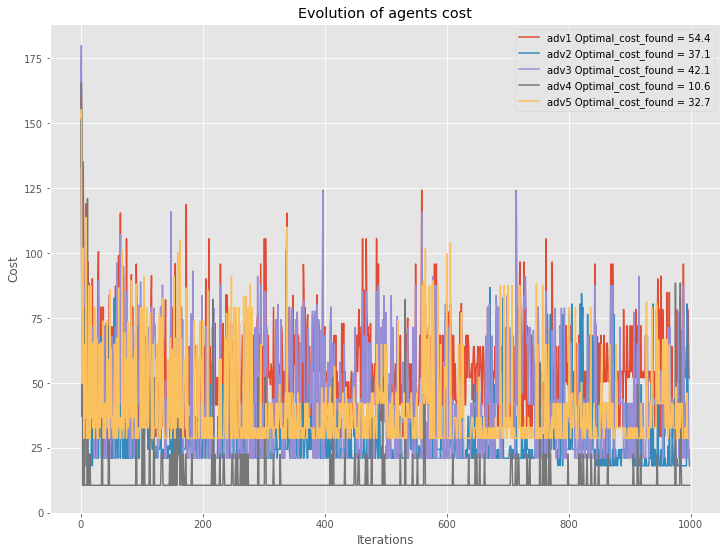 Evolution of agents cost
adv1 Optimal_cost_found = 54.4
adv2 Optimal_cost_found = 37.1
adv3 Optimal_cost_found = 42.1
adv4 Optimal_cost_found = 10.6
adv5 Optimal_cost_found = 32.7
175
150
125
100
75
50
25
0
Cost
0 200 400 600 800 1000
Iterations